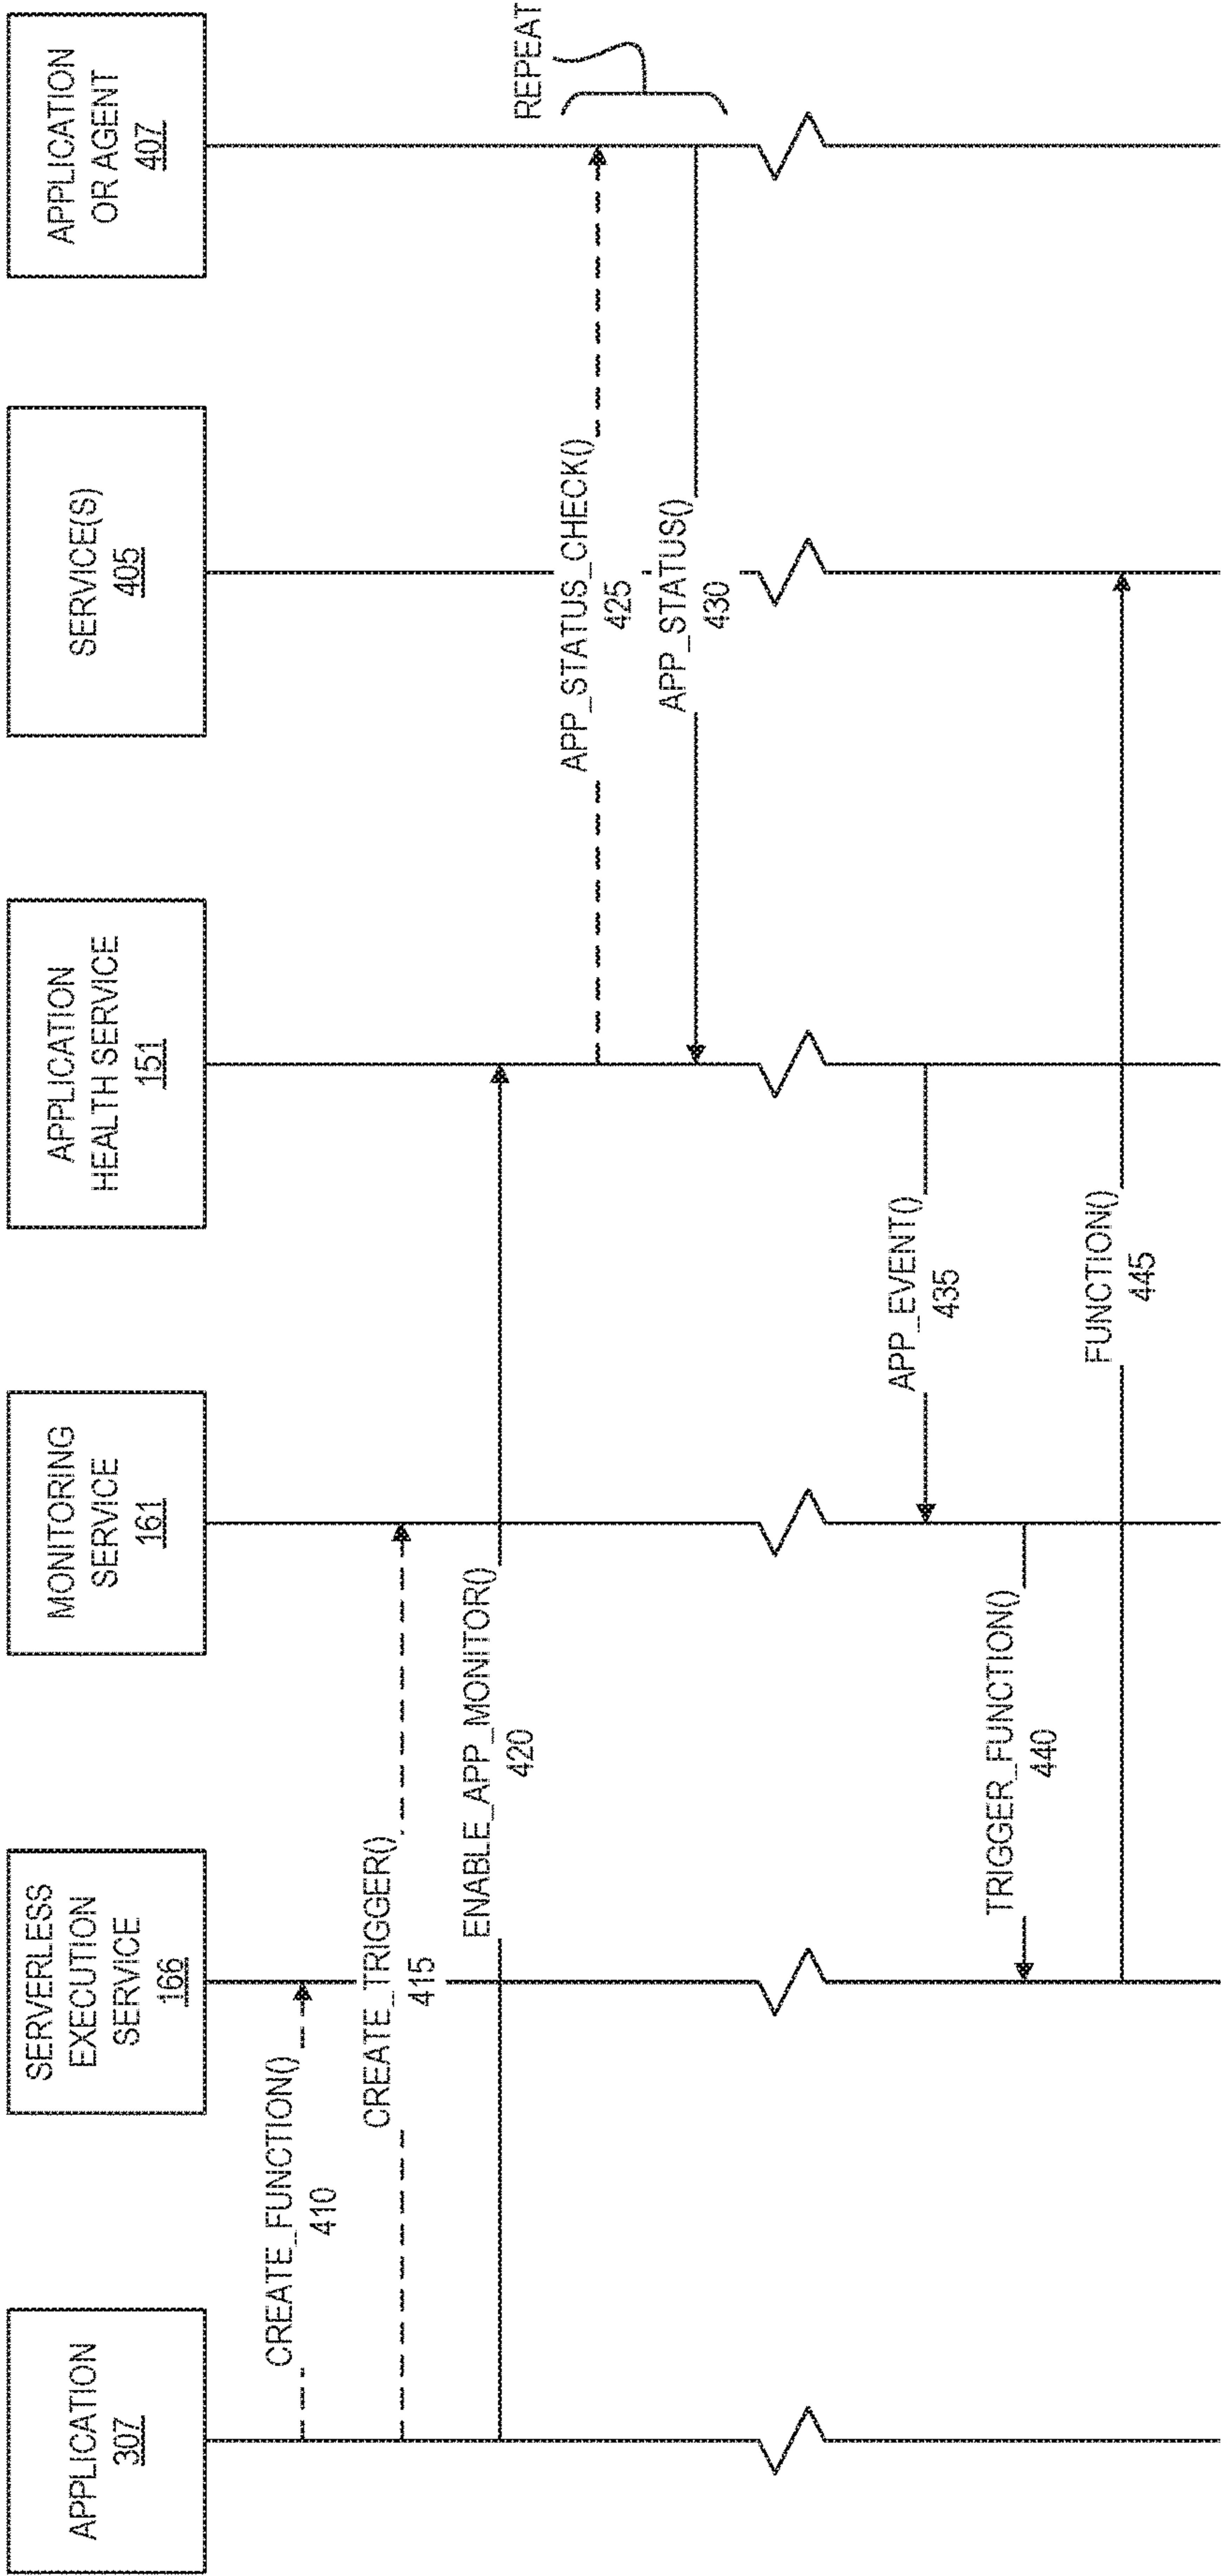 APPLICATION
307
SERVERLESS
EXECUTION
SERVICE
166
MONITORING
SERVICE
161
APPLICATION
HEALTH SERVICE
151
SERVICE(S)
405
APPLICATION
OR AGENT
407
CREATE_FUNCTION()
410
CREATE_TRIGGER()
415
ENABLE_APP_MONITOR()
420
REPEAT
APP_STATUS_CHECK()
425
APP_STATUS()
430
APP_EVENT()
435
TRIGGER_FUNCTION()
440
FUNCTION()
445